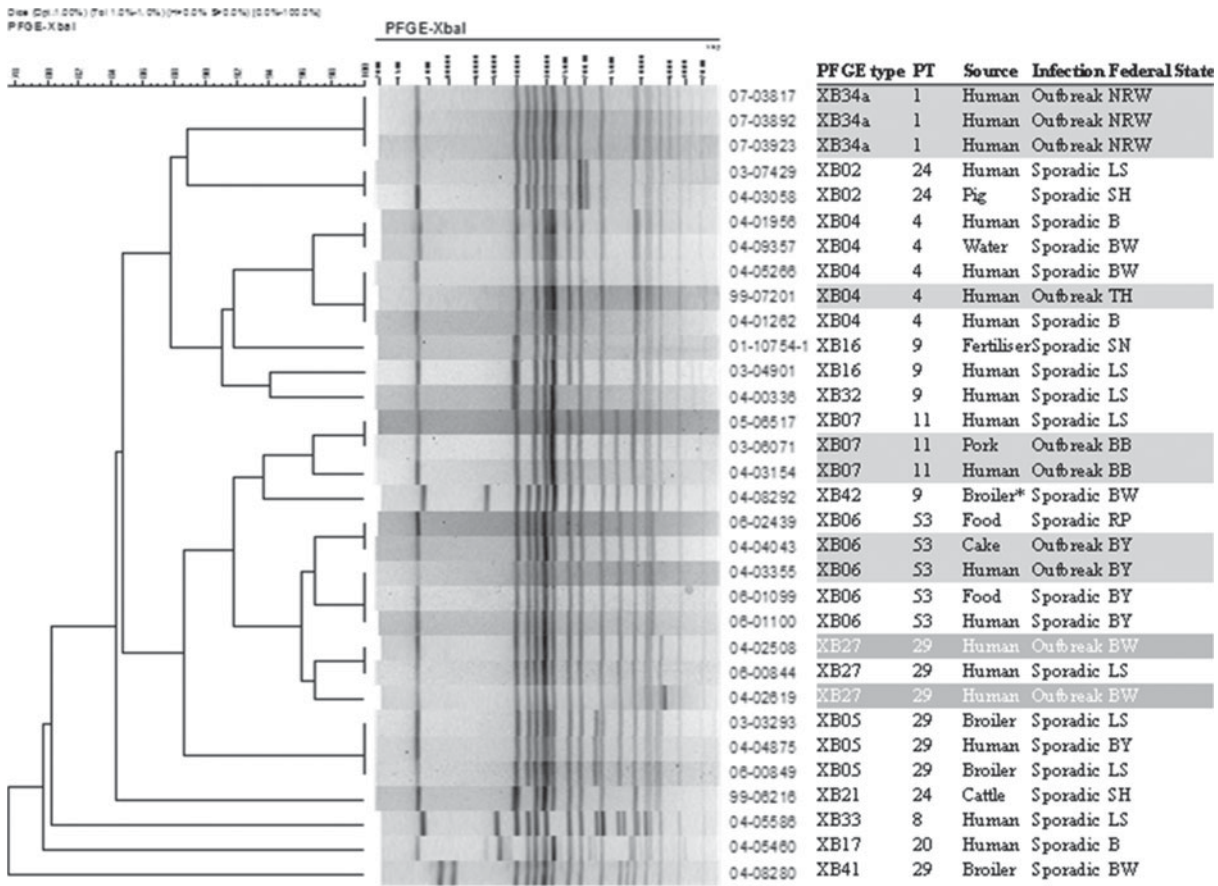 PFGE-XbaI
PFGE-XbaI
PFGE type PT Source Infection Federal State
07-03817 XB34a 1 Human Outbreak NRW
07-03892 XB34a 1 Human Outbreak NRW
07-03923 XB34a 1 Human Outbreak NRW
03-07429 XB02 24 Human Sporadic LS
04-03058 XB02 24 Pig Sporadic SH
04-01956 XB04 4 Human Sporadic B
04-09357 XB04 4 Water Sporadic BW
04-05266 XB04 4 Human Sporadic BW
99-07201 XB04 4 Human Outbreak TH
04-01262 XB04 4 Human Sporadic B
01-10754-1 XB16 9 Fertiliser Sporadic SN
03-04901 XB16 9 Human Sporadic LS
04-00336 XB32 9 Human Sporadic LS
05-06517 XB07 11 Human Sporadic LS
03-06071 XB07 11 Pork Outbreak BB
04-03154 XB07 11 Human Outbreak BB
04-08292 XB42 9 Broiler* Sporadic BW
06-02439 XB06 53 Food Sporadic RP
04-04043 XB06 53 Cake Outbreak BY
04-03355 XB06 53 Human Outbreak BY
06-01099 XB06 53 Food Sporadic BY
06-01100 XB06 53 Human Sporadic BY
04-02508 XB27 29 Human Outbreak BW
06-00844 XB27 29 Human Sporadic LS
04-02619 XB27 29 Human Outbreak BW
03-03293 XB05 29 Broiler Sporadic LS
04-04875 XB05 29 Human Sporadic BY
06-00849 XB05 29 Broiler Sporadic LS
99-06216 XB21 24 Cattle Sporadic SH
04-05586 XB33 8 Human Sporadic LS
04-05460 XB17 20 Human Sporadic B
04-08280 XB41 29 Broiler Sporadic BW